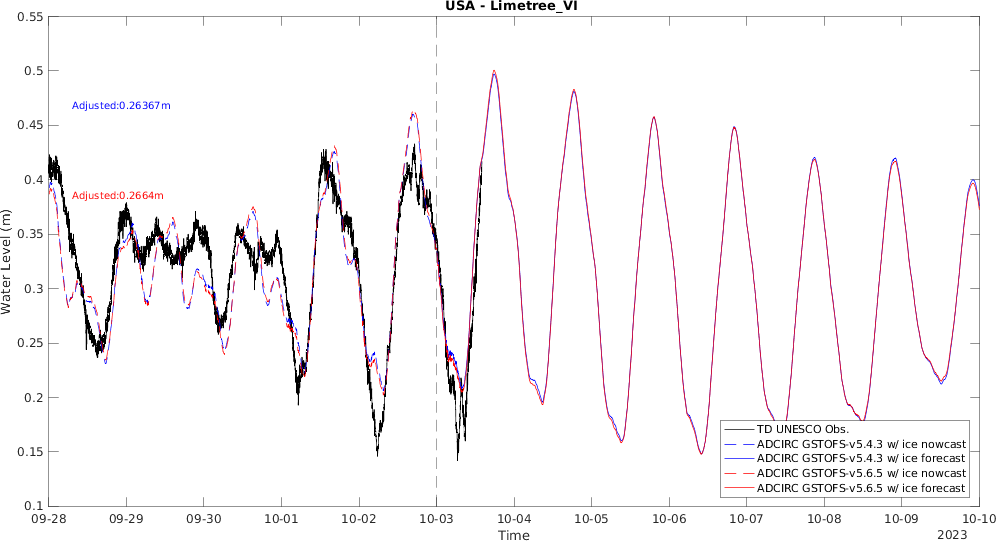 USA - Limetree_VI
0.55
0.5
0.45
0.4
0.35
0.3
0.25
0.2
0.15
0.1
Water Level (m)
Adjusted:0.26367m
Adjusted:0.2664m
TD UNESCO Obs.
ADCIRC GSTOFS-v5.4.3 w/ ice nowcast
ADCIRC GSTOFS-v5.4.3 w/ ice forecast
ADCIRC GSTOFS-v5.6.5 w/ ice nowcast
ADCIRC GSTOFS-v5.6.5 w/ ice forecast
09-28 09-29 09-30 10-01 10-02 10-03 10-04 10-05 10-06 10-07 10-08 10-09 10-10
Time
2023